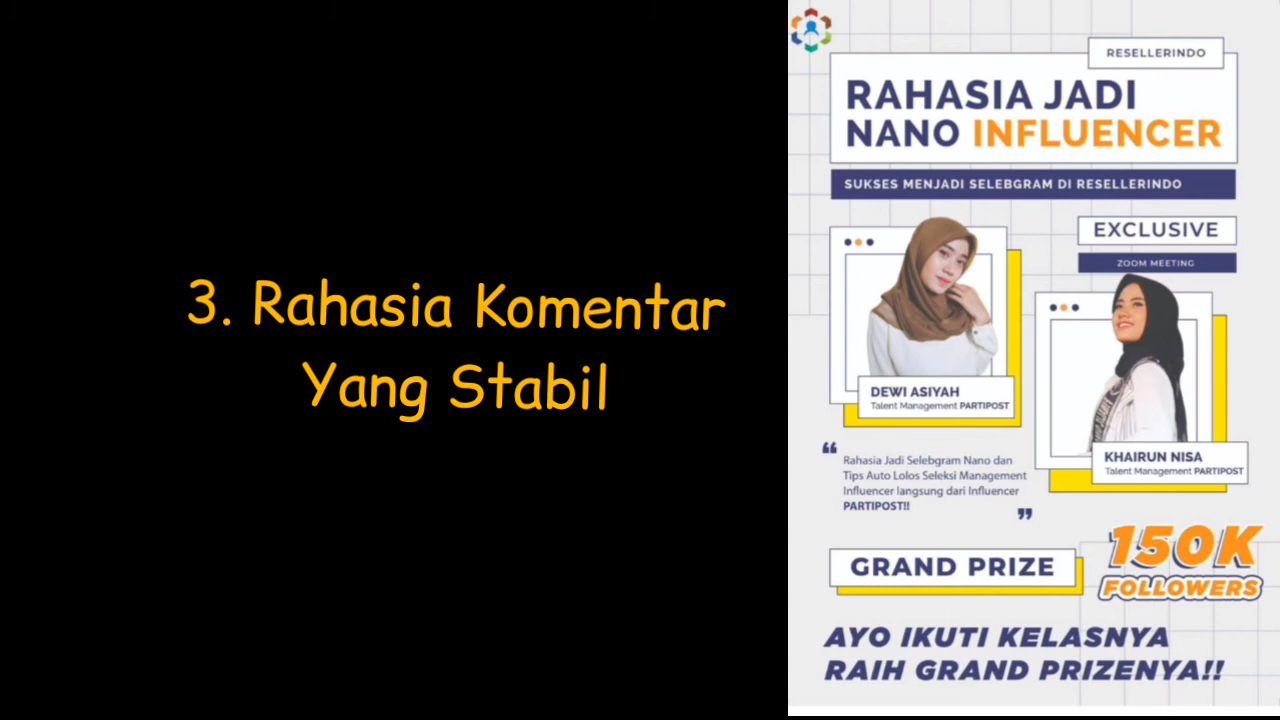 3. Rahasia Komentar
Yang Stabil
RESELLERINDO
RAHASIA JADI
NANO INFLUENCER
SUKSES MENJADI SELEBGRAM DI RESELLERINDO
EXCLUSIVE
ZOOM MEETING
DEWI ASIYAH
Talent Management PARTIPOST
KHAIRUN NISA
Talent Management PARTIPOST
“
Rahasia Jadi Selebgram Nano dan
Tips Auto Lolos Seleksi Management
Influencer langsung dari Influencer
PARTIPOST!!
”
GRAND PRIZE
150K
FOLLOWERS
AYO IKUTI KELASNYA
RAIH GRAND PRIZENYA!!